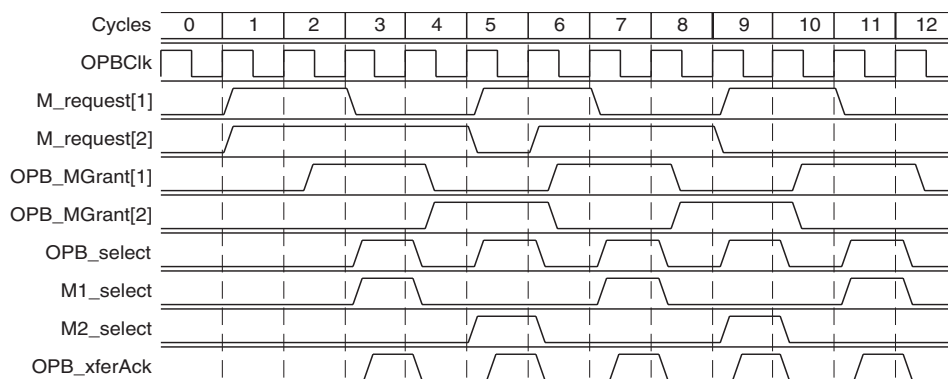 Cycles 0 1 2 3 4 5 6 7 8 9 10 11 12
OPBClk
M_request[1]
M_request[2]
OPB_MGrant[1]
OPB_MGrant[2]
OPB_select
M1_select
M2_select
OPB_xferAck